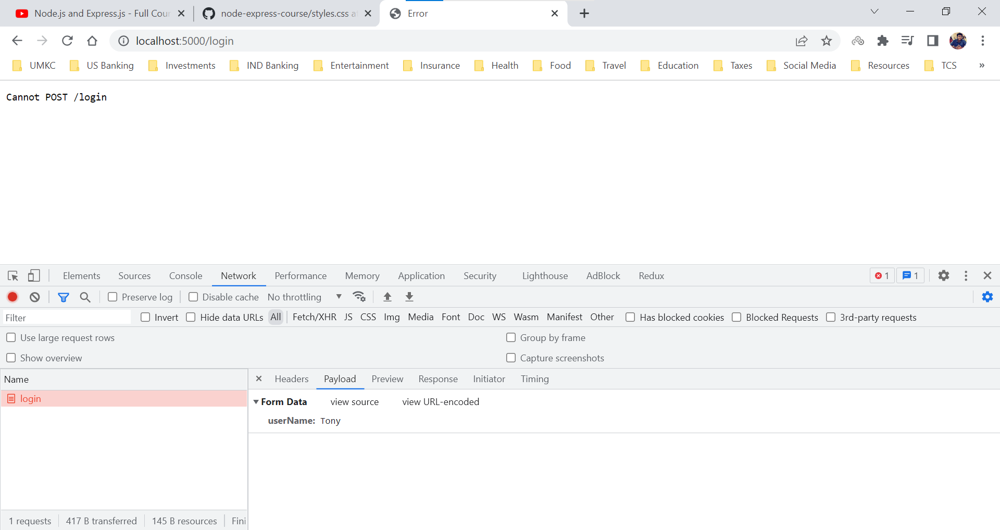 Node.js and Express.js - Full Cour node-express-course/styles.css at Error
localhost:5000/login
UMKC US Banking Investments IND Banking Entertainment Insurance Health Food Travel Education Taxes Social Media Resources TCS »
Cannot POST /login
Elements Sources Console Network Performance Memory Application Security Lighthouse AdBlock Redux 1 1
Preserve log Disable cache No throttling
Filter Invert Hide data URLs All Fetch/XHR JS CSS Img Media Font Doc WS Wasm Manifest Other Has blocked cookies Blocked Requests 3rd-party requests
Use large request rows Group by frame
Show overview Capture screenshots
Name Headers Payload Preview Response Initiator Timing
login Form Data view source view URL-encoded
userName: Tony
1 requests 417 B transferred 145 B resources Fini